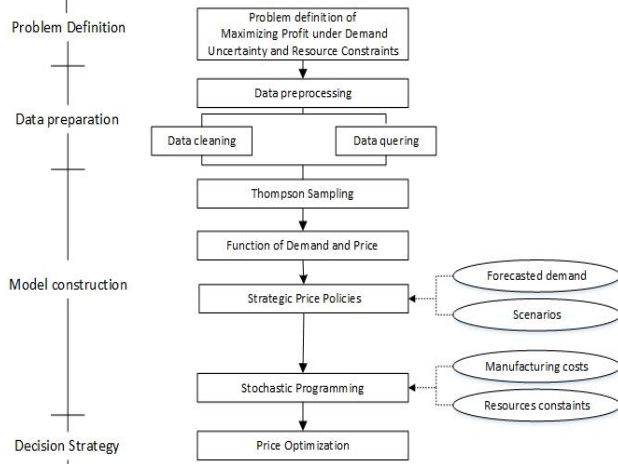 Problem Definition
Problem definition of
Maximizing Profit under Demand
Uncertainty and Resource Constraints
Data preparation
Data preprocessing
Data cleaning
Data quering
Model construction
Thompson Sampling
Function of Demand and Price
Strategic Price Policies
Forecasted demand
Scenarios
Stochastic Programming
Manufacturing costs
Resources constaints
Decision Strategy
Price Optimization